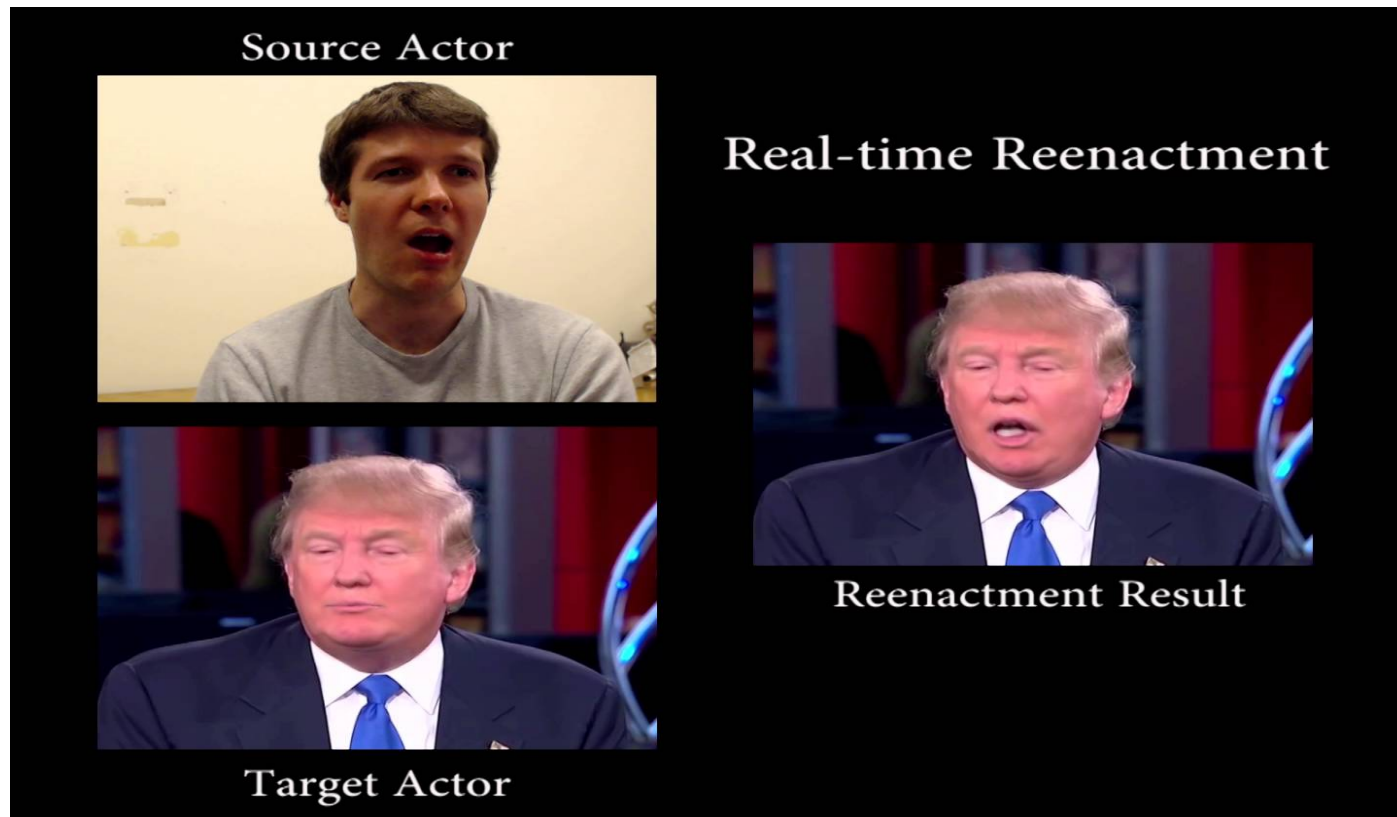 Source Actor
Real-time Reenactment
Target Actor
Reenactment Result